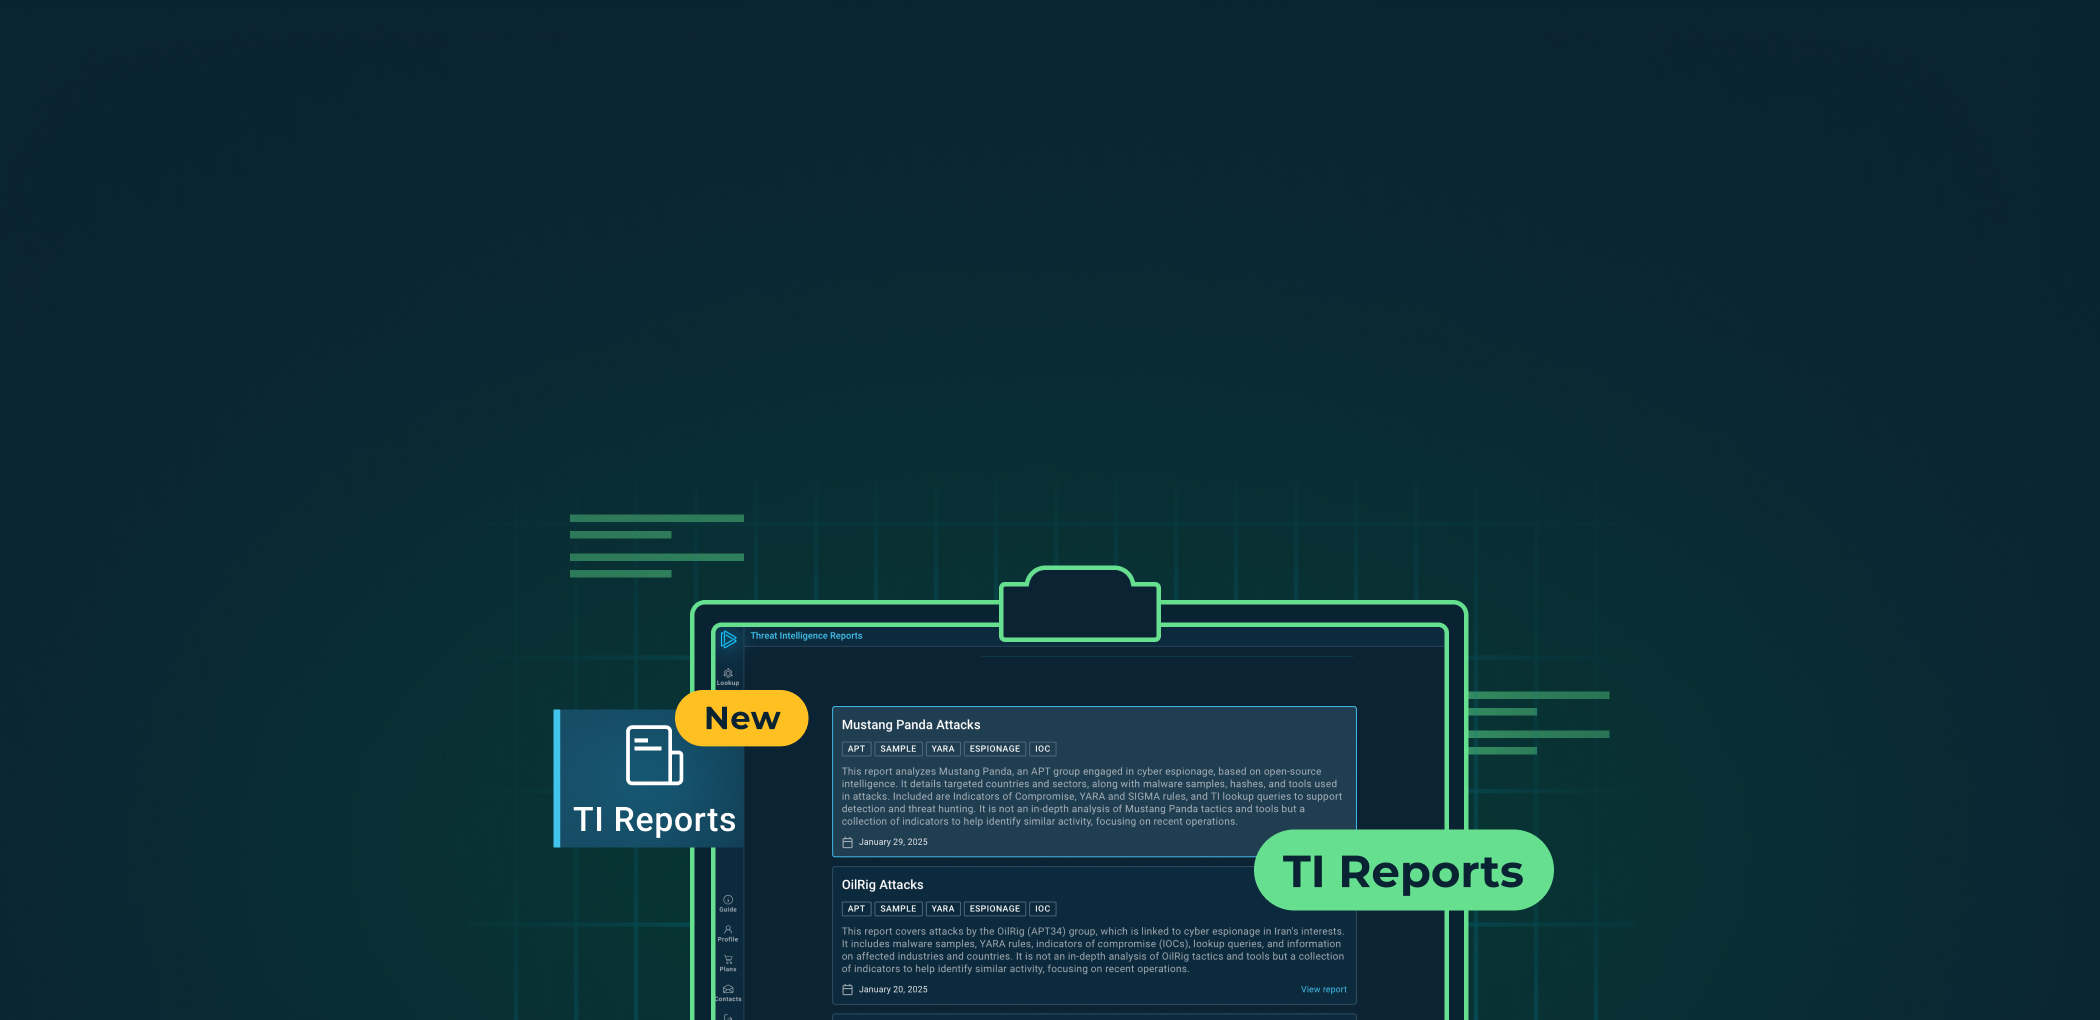 Threat Intelligence Reports
Lookup
New
TI Reports
Mustang Panda Attacks
APT SAMPLE YARA ESPIONAGE IOC
This report analyzes Mustang Panda, an APT group engaged in cyber espionage, based on open-source
intelligence. It details targeted countries and sectors, along with malware samples, hashes, and tools used
in attacks. Included are Indicators of Compromise, YARA and SIGMA rules, and TI lookup queries to support
detection and threat hunting. It is not an in-depth analysis of Mustang Panda tactics and tools but a
collection of indicators to help identify similar activity, focusing on recent operations.
January 29, 2025
TI Reports
OilRig Attacks
APT SAMPLE YARA ESPIONAGE IOC
This report covers attacks by the OilRig (APT34) group, which is linked to cyber espionage in Iran's interests.
It includes malware samples, YARA rules, indicators of compromise (IOCs), lookup queries, and information
on affected industries and countries. It is not an in-depth analysis of OilRig tactics and tools but a collection
of indicators to help identify similar activity, focusing on recent operations.
January 20, 2025
View report
Guide
Profile
Plans
Contacts